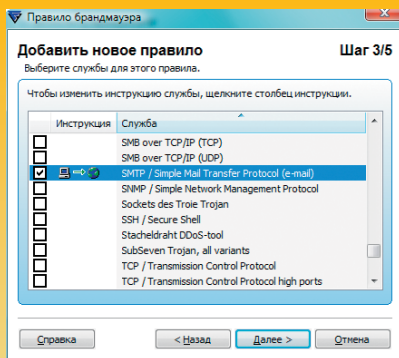 Правило брандмауэра
Добавить новое правило Шаг 3/5
Выберите службы для этого правила.
Чтобы изменить инструкцию службы, щелкните столбец инструкции.
Инструкция Служба
SMB over TCP/IP (TCP)
SMB over TCP/IP (UDP)
SMTP / Simple Mail Transfer Protocol (e-mail)
SNMP / Simple Network Management Protocol
Sockets des Troie Trojan
SSH / Secure Shell
Stacheldraht DDoS-tool
SubSeven Trojan, all variants
TCP / Transmission Control Protocol
TCP / Transmission Control Protocol high ports
Справка < Назад Далее > Отмена